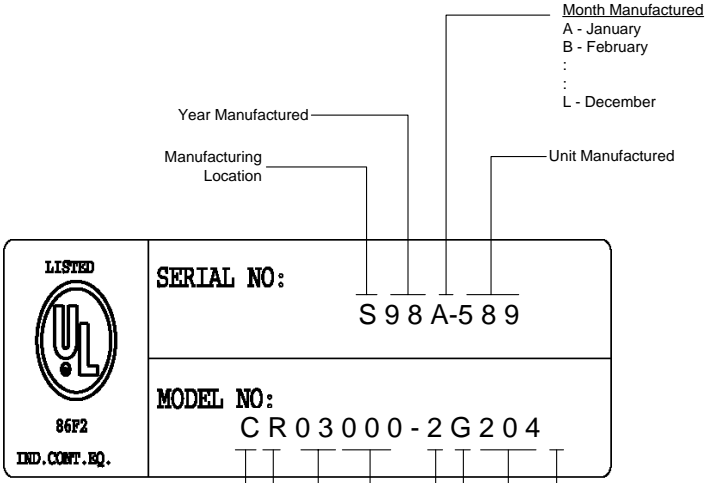 Month Manufactured
A - January
B - February
:
:
L - December
Year Manufactured
Manufacturing
Location
Unit Manufactured
LISTED
UL
86F2
IND.CONT.EQ.
SERIAL NO:
S98A-589
MODEL NO:
CR03000-2G204